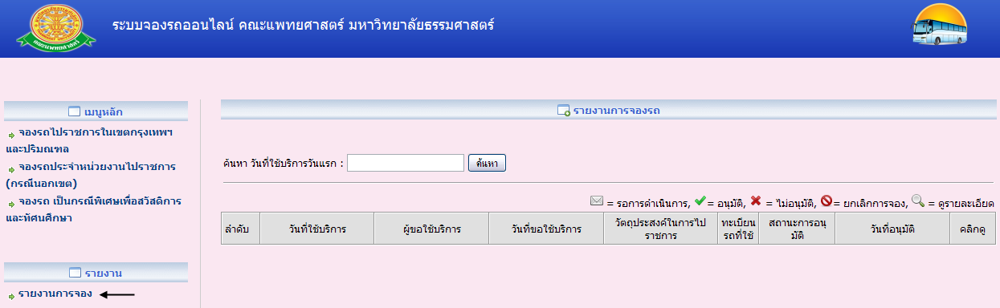 ระบบจองรถออนไลน์ คณะแพทยศาสตร์ มหาวิทยาลัยธรรมศาสตร์
เมนูหลัก
จองรถไปราชการในเขตกรุงเทพฯ
และปริมณฑล
จองรถประจำหน่วยงานไปราชการ
(กรณีนอกเขต)
จองรถ เป็นกรณีพิเศษเพื่อสวัสดิการ
และทัศนศึกษา
รายงาน
รายงานการจอง
รายงานการจองรถ
ค้นหา วันที่ใช้บริการวันแรก : ค้นหา
= รอการดำเนินการ, = อนุมัติ, = ไม่อนุมัติ, = ยกเลิกการจอง, = ดูรายละเอียด
ลำดับ วันที่ใช้บริการ ผู้ขอใช้บริการ วันที่ขอใช้บริการ วัตถุประสงค์ในการไป ทะเบียน สถานะการอนุ วันที่อนุมัติ คลิกดู
ราชการ รถที่ใช้ มัติ